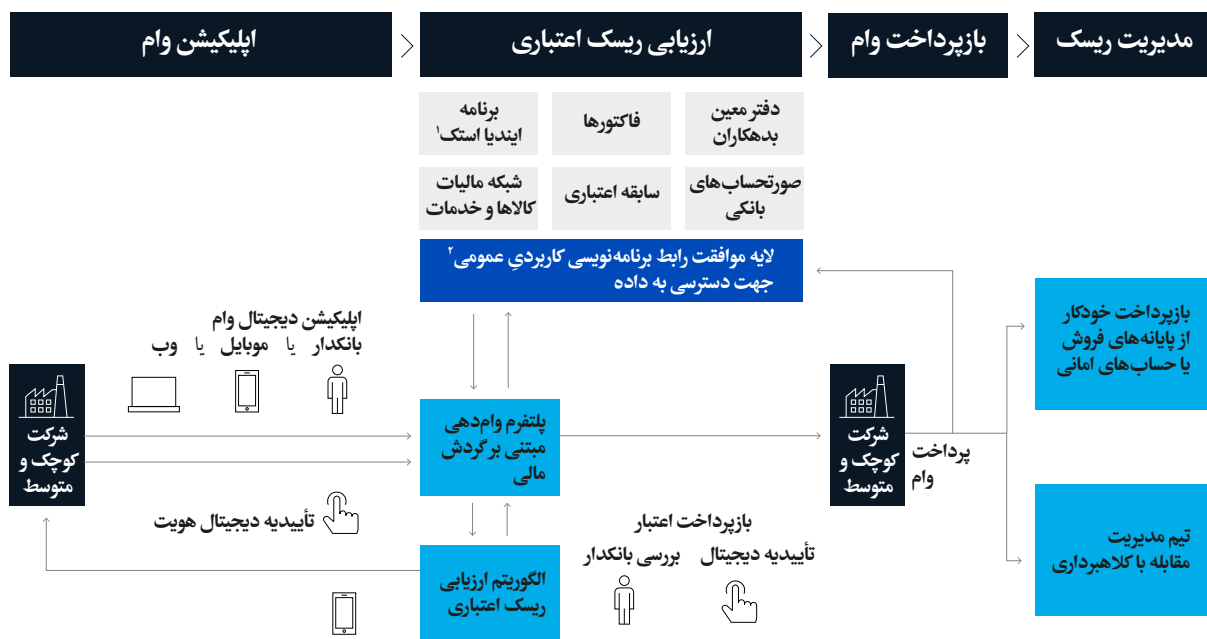 اپلیکیشن وام
ارزیابی ریسک اعتباری
بازپرداخت وام
مدیریت ریسک
برنامه
ایندیا استک۱
فاکتورها
دفتر معین
بدهکاران
شبکه مالیات
کالاها و خدمات
سابقه اعتباری
صورتحساب‌های
بانکی
لایه موافقت رابط برنامه‌نویسی کاربردیِ عمومی۲
جهت دسترسی به داده
اپلیکیشن دیجیتال وام
بانکدار یا موبایل یا وب
شرکت
کوچک و
متوسط
تأییدیه دیجیتال هویت
پلتفرم وام‌دهی
مبتنی بر گردش
مالی
الگوریتم ارزیابی
ریسک اعتباری
بازپرداخت اعتبار
تأییدیه دیجیتال
بررسی بانکدار
شرکت
کوچک و
متوسط
پرداخت
وام
بازپرداخت خودکار
از پایانه‌های فروش
یا حساب‌های امانی
تیم مدیریت
مقابله با کلاهبرداری